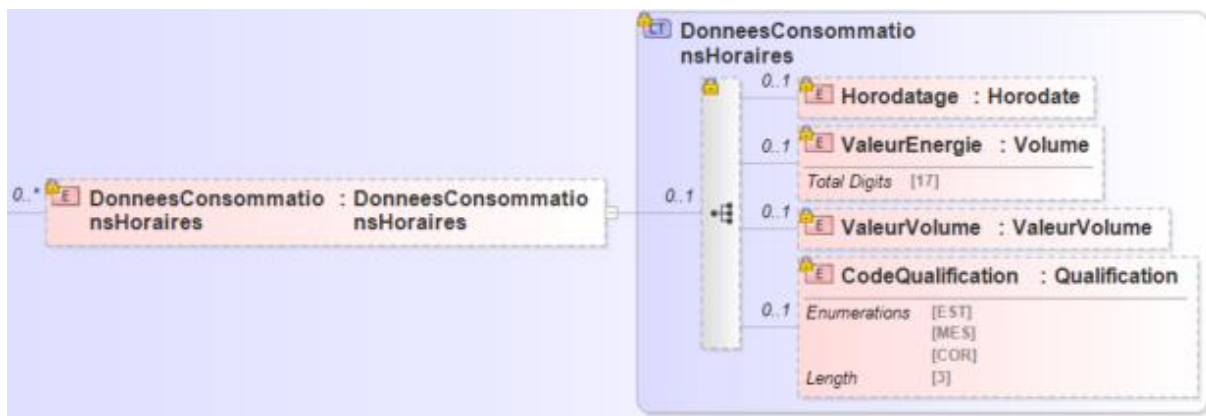 CT DonneesConsommatio
nsHoraires
0..1 E Horodatage : Horodate
0..1 E ValeurEnergie : Volume
Total Digits [17]
0..* E DonneesConsommatio : DonneesConsommatio
nsHoraires nsHoraires
0..1
0..1 E ValeurVolume : ValeurVolume
E CodeQualification : Qualification
0..1 Enumerations [EST]
[MES]
[COR]
Length [3]